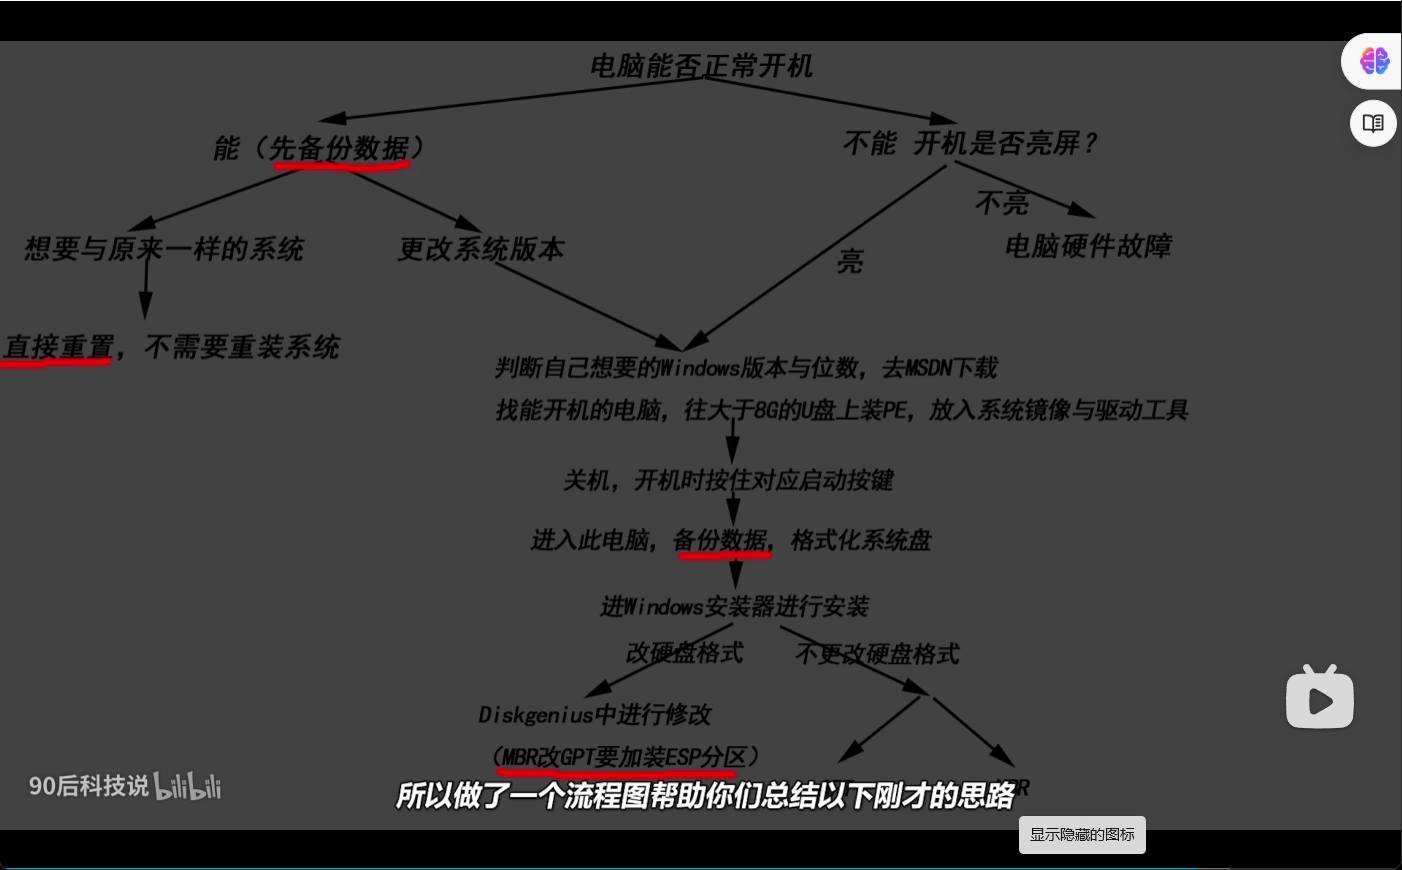 电脑能否正常开机
能（先备份数据）
不能 开机是否亮屏？
不亮
想要与原来一样的系统
更改系统版本
亮
电脑硬件故障
直接重置，不需要重装系统
判断自己想要的Windows版本与位数，去MSDN下载
找能开机的电脑，往大于8G的U盘上装PE，放入系统镜像与驱动工具
关机，开机时按住对应启动按键
进入此电脑，备份数据，格式化系统盘
进Windows安装器进行安装
改硬盘格式
不更改硬盘格式
Diskgenius中进行修改
（MBR改GPT要加装ESP分区）
90后科技说 bilibili
所以做了一个流程图帮助你们总结以下刚才的思路
显示隐藏的图标